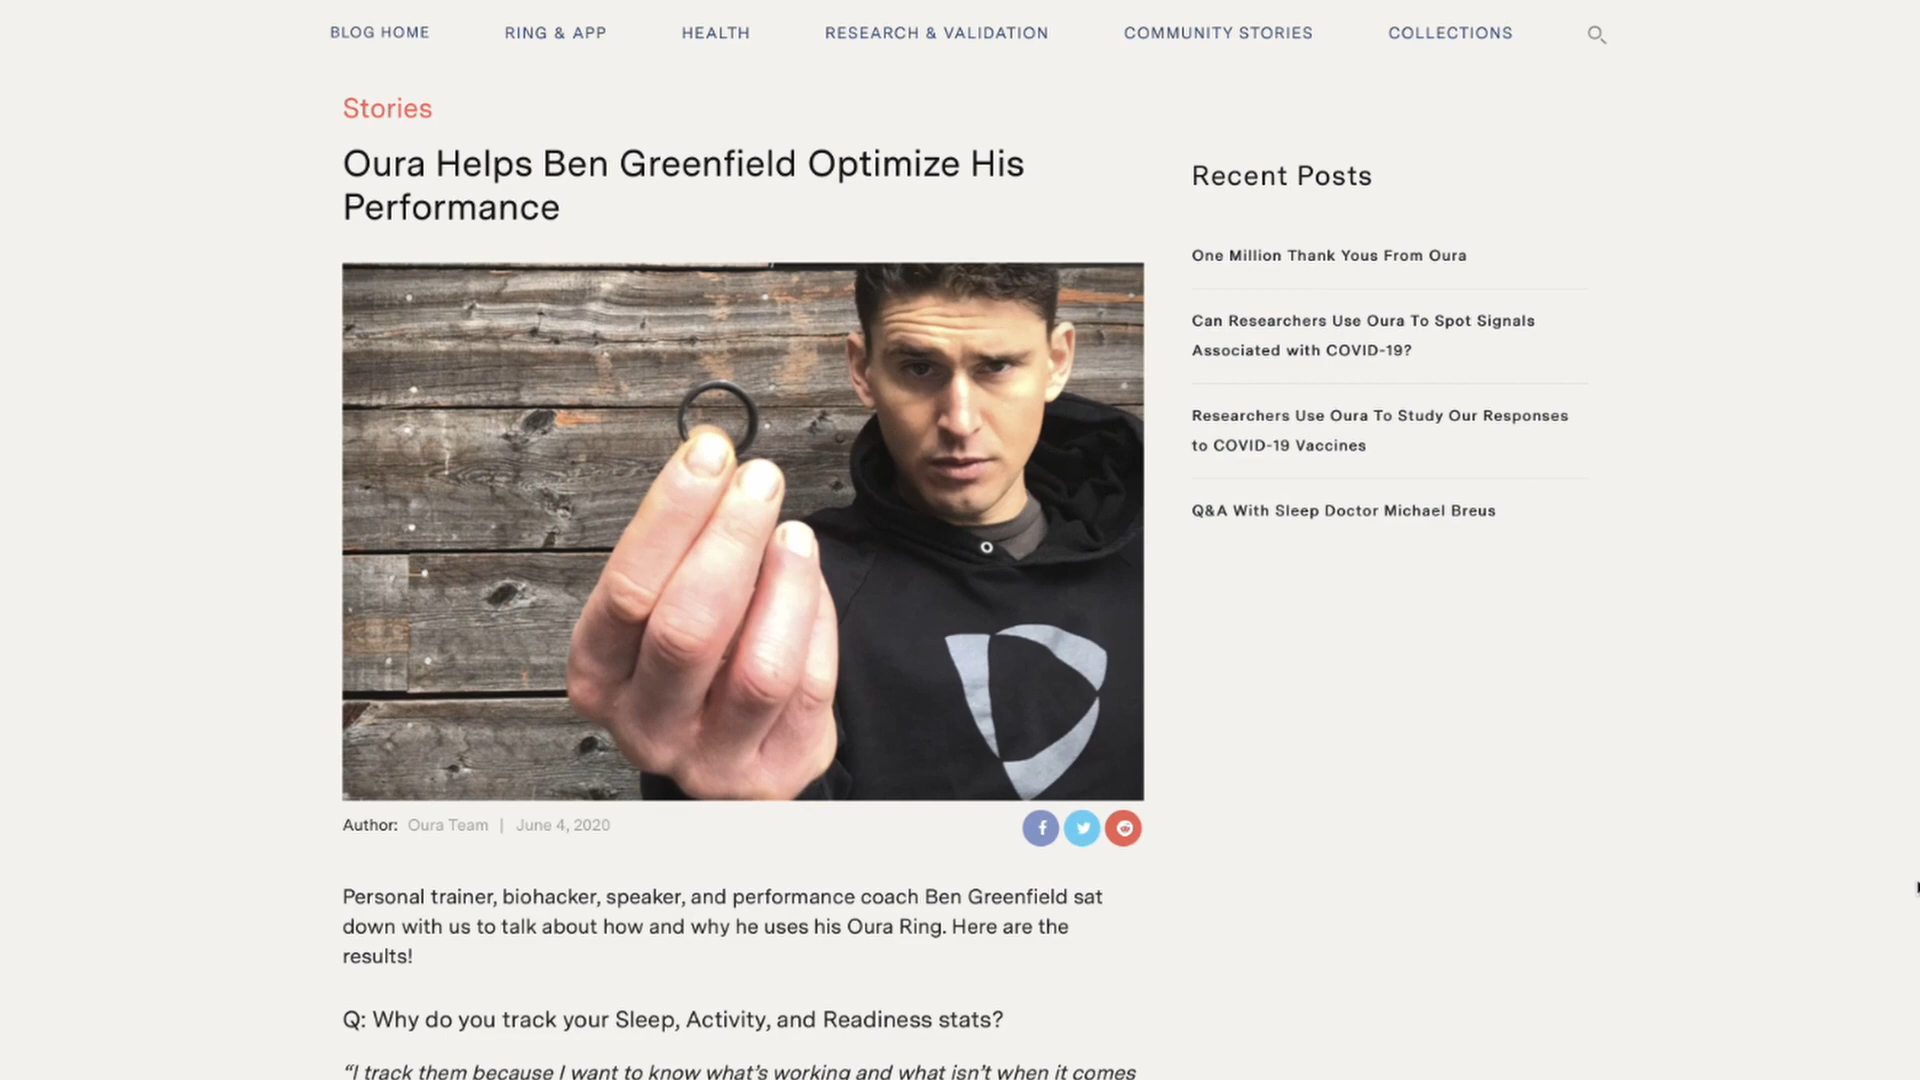 BLOG HOME RING & APP HEALTH RESEARCH & VALIDATION COMMUNITY STORIES COLLECTIONS
Stories
Oura Helps Ben Greenfield Optimize His
Performance
Author: Oura Team | June 4, 2020
Personal trainer, biohacker, speaker, and performance coach Ben Greenfield sat
down with us to talk about how and why he uses his Oura Ring. Here are the
results!
Q: Why do you track your Sleep, Activity, and Readiness stats?
“I track them because I want to know what’s working and what isn’t when it comes
Recent Posts
One Million Thank Yous From Oura
Can Researchers Use Oura To Spot Signals
Associated with COVID-19?
Researchers Use Oura To Study Our Responses
to COVID-19 Vaccines
Q&A With Sleep Doctor Michael Breus